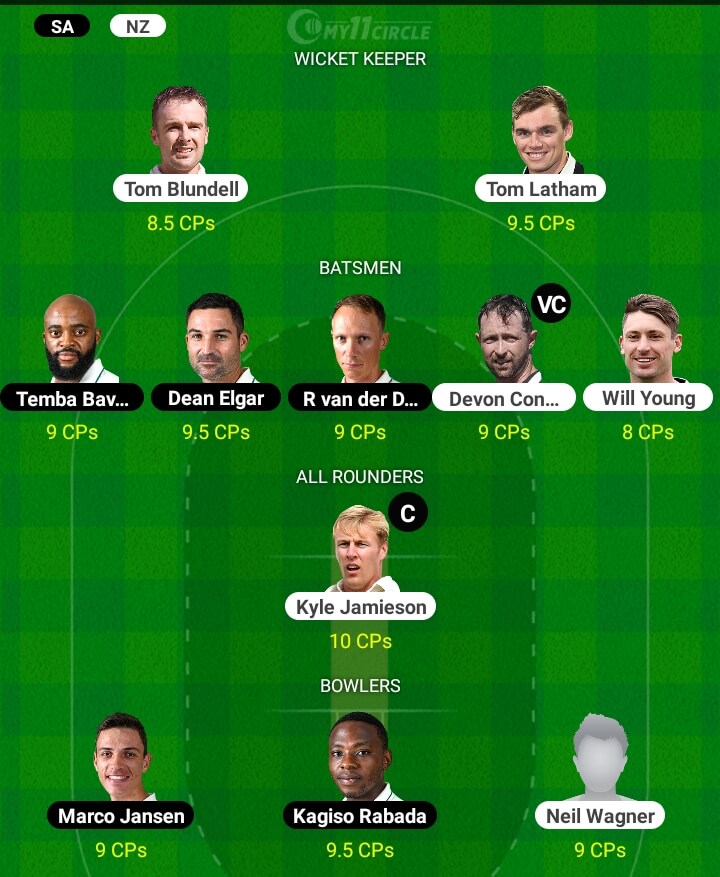 SA NZ
MY11CIRCLE
WICKET KEEPER
Tom Blundell Tom Latham
8.5 CPs 9.5 CPs
BATSMEN
VC
Temba Bav... Dean Elgar R van der D... Devon Con... Will Young
9 CPs 9.5 CPs 9 CPs 9 CPs 8 CPs
ALL ROUNDERS
C
Kyle Jamieson
10 CPs
BOWLERS
Marco Jansen Kagiso Rabada Neil Wagner
9 CPs 9.5 CPs 9 CPs